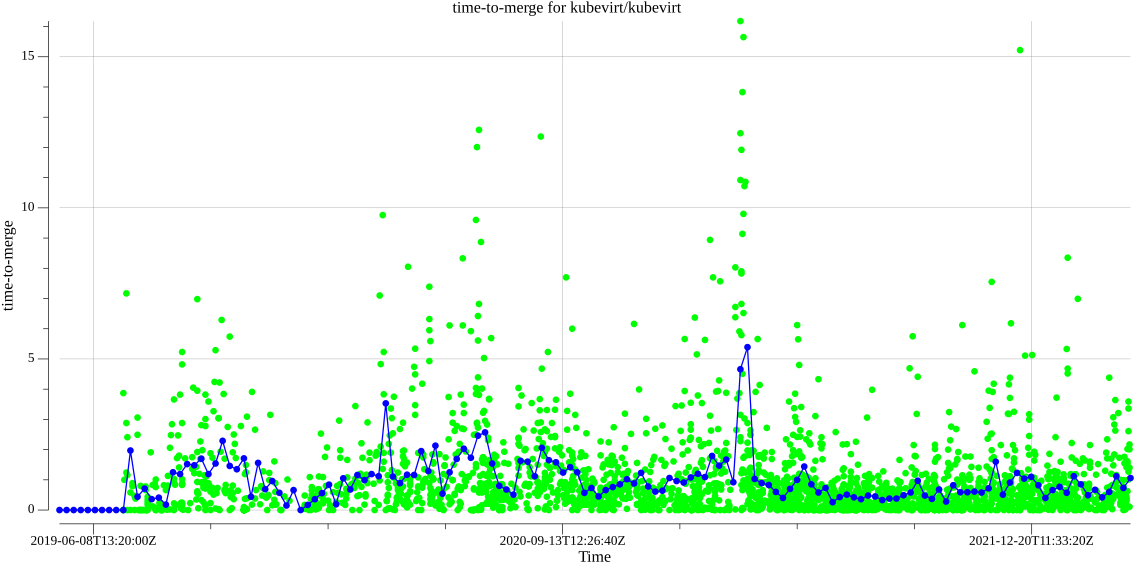 time-to-merge for kubevirt/kubevirt
15
10
5
0
time-to-merge
2019-06-08T13:20:00Z
2020-09-13T12:26:40Z
2021-12-20T11:33:20Z
Time